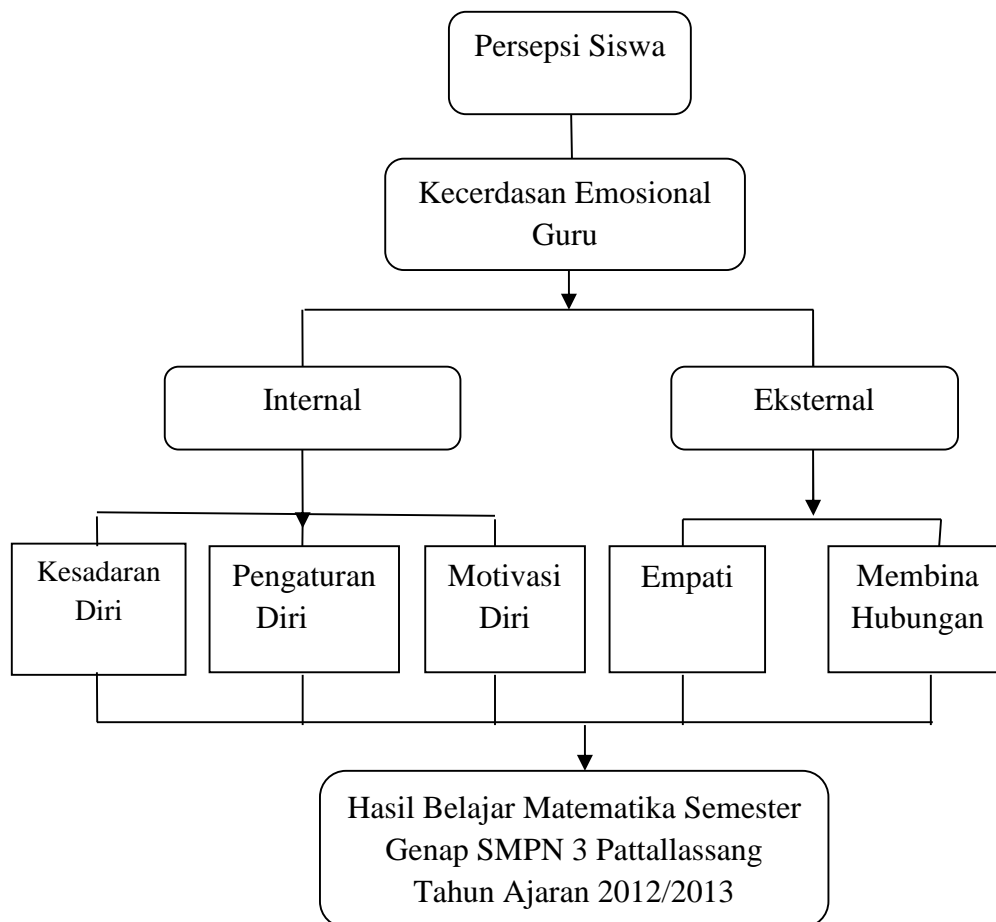 Persepsi Siswa
Kecerdasan Emosional
Guru
Internal
Eksternal
Kesadaran
Diri
Pengaturan
Diri
Motivasi
Diri
Empati
Membina
Hubungan
Hasil Belajar Matematika Semester
Genap SMPN 3 Pattallassang
Tahun Ajaran 2012/2013